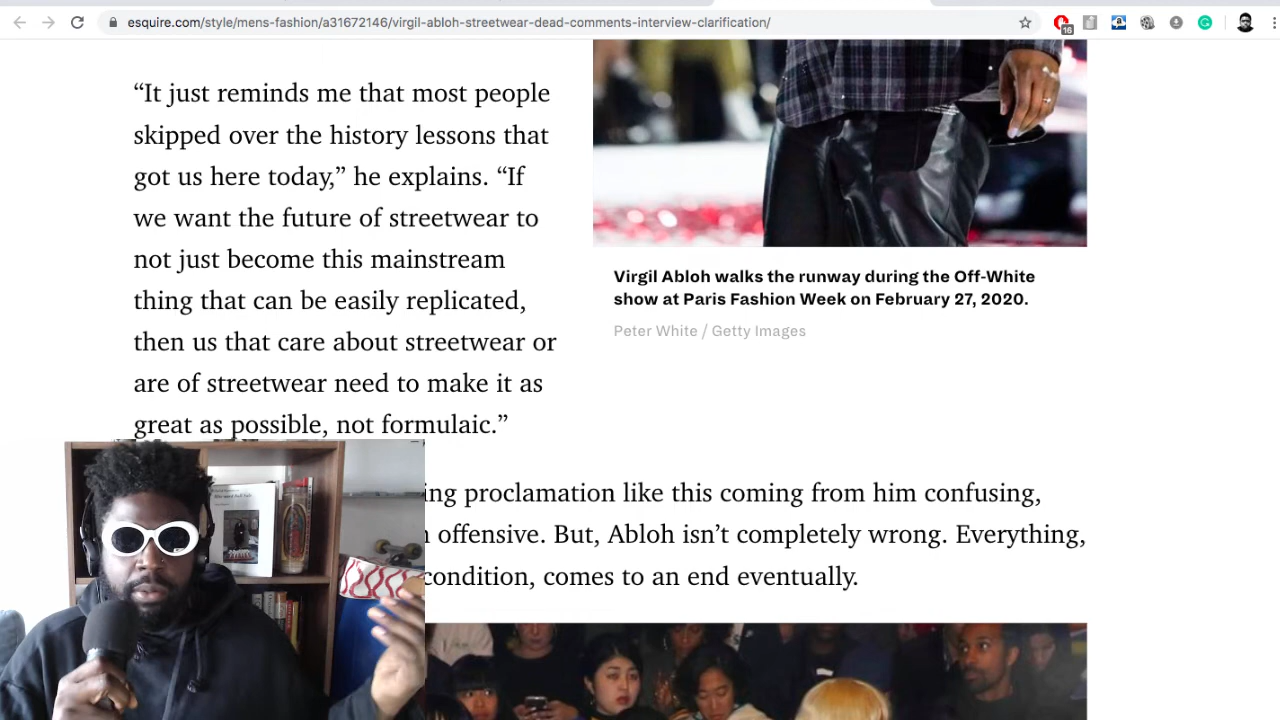 esquire.com/style/mens-fashion/a31672146/virgil-abloh-streetwear-dead-comments-interview-clarification/
16
“It just reminds me that most people
skipped over the history lessons that
got us here today,” he explains. “If
we want the future of streetwear to
not just become this mainstream
thing that can be easily replicated,
then us that care about streetwear or
are of streetwear need to make it as
great as possible, not formulaic.”
Virgil Abloh walks the runway during the Off-White
show at Paris Fashion Week on February 27, 2020.
Peter White / Getty Images
ing proclamation like this coming from him confusing,
offensive. But, Abloh isn’t completely wrong. Everything,
condition, comes to an end eventually.